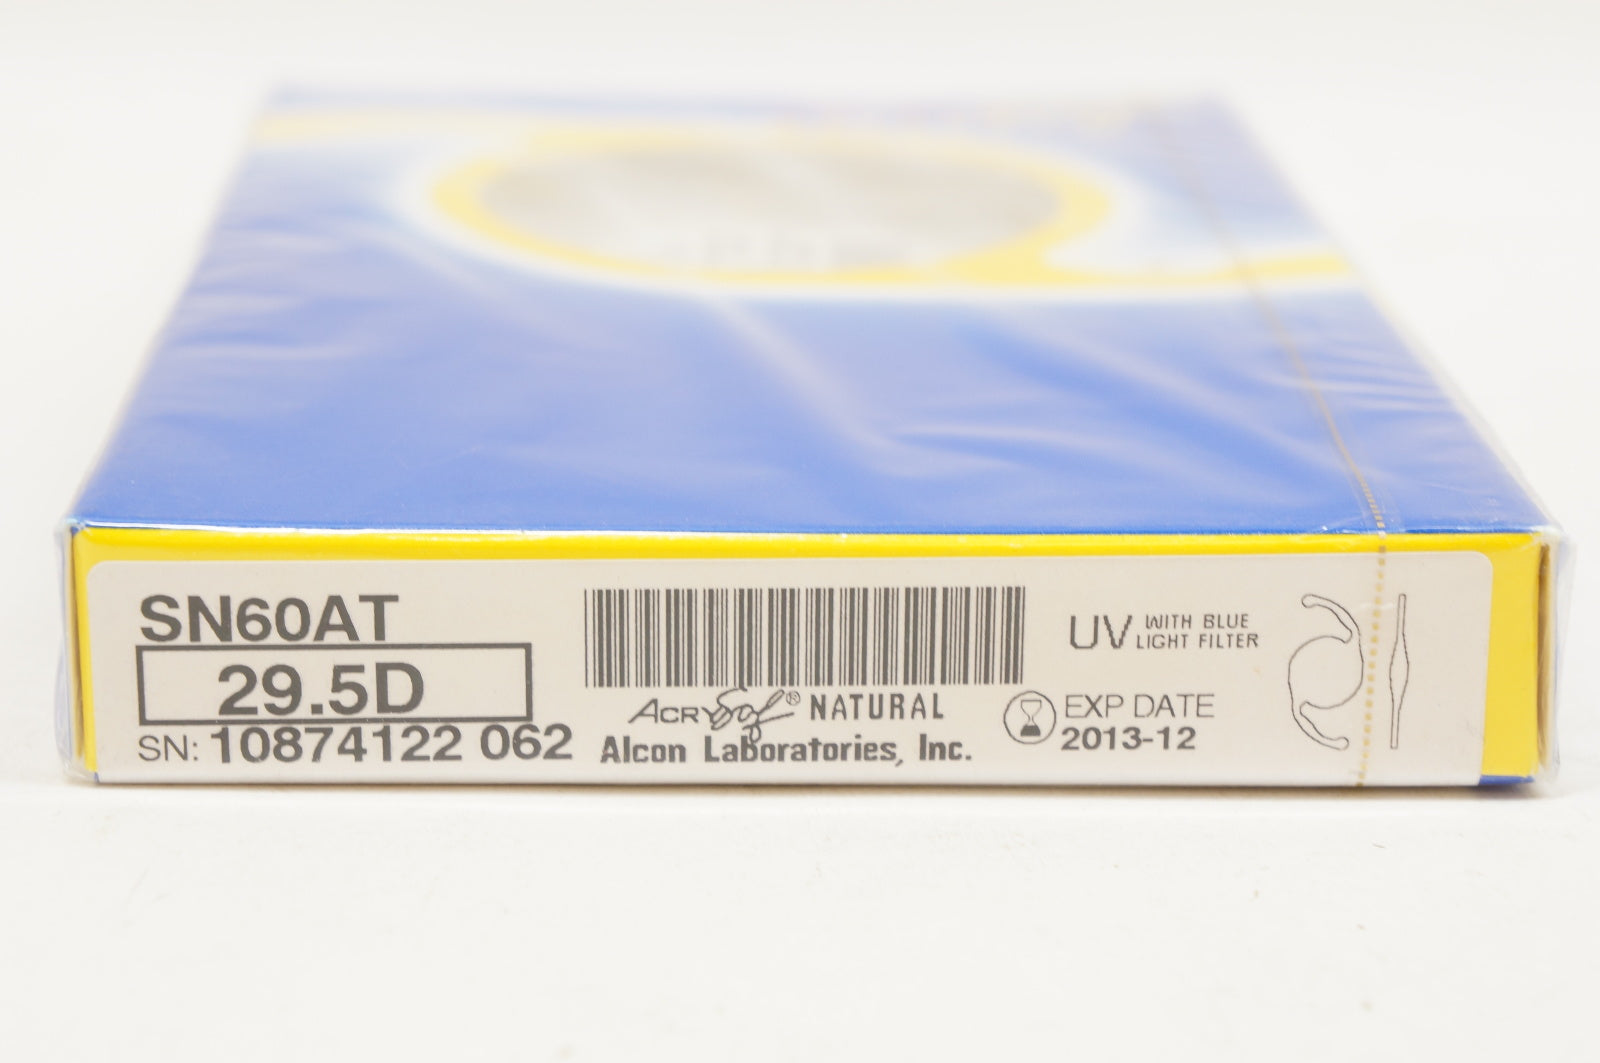 SN60AT
29.5D
SN: 10874122 062
ACRYSof® NATURAL
Alcon Laboratories, Inc.
UV WITH BLUE
LIGHT FILTER
EXP DATE
2013-12